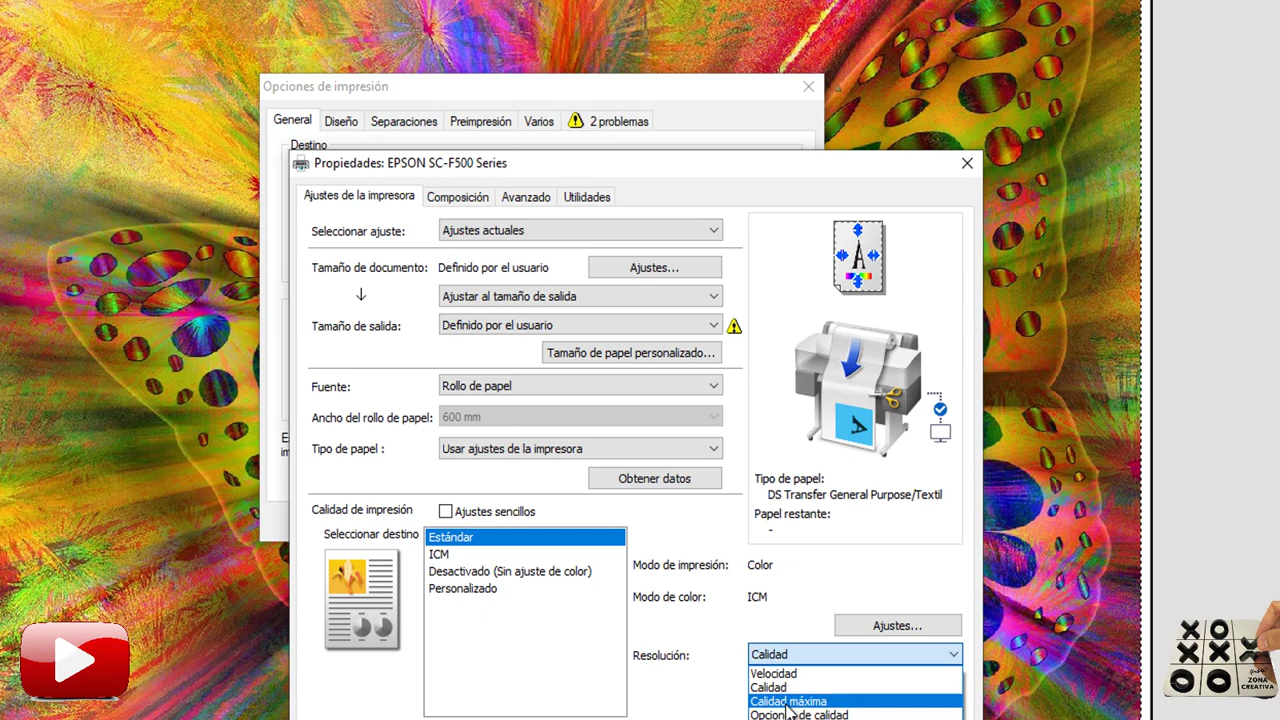 Opciones de impresión
General Diseño Separaciones Preimpresión Varios 2 problemas
Destino
Propiedades: EPSON SC-F500 Series
Ajustes de la impresora Composición Avanzado Utilidades
Seleccionar ajuste: Ajustes actuales
Tamaño de documento: Definido por el usuario Ajustes...
Ajustar al tamaño de salida
Tamaño de salida: Definido por el usuario
Tamaño de papel personalizado...
Fuente: Rollo de papel
Ancho del rollo de papel: 600 mm
Tipo de papel : Usar ajustes de la impresora
Obtener datos
Tipo de papel:
DS Transfer General Purpose/Textil
Papel restante:
-
Calidad de impresión Ajustes sencillos
Seleccionar destino
Estándar
ICM
Desactivado (Sin ajuste de color)
Personalizado
Modo de impresión: Color
Modo de color: ICM
Ajustes...
Resolución: Calidad
Velocidad
Calidad
Calidad máxima
Opciones de calidad
A
A
X O
X X X
O O
ZONA
CREATIVA